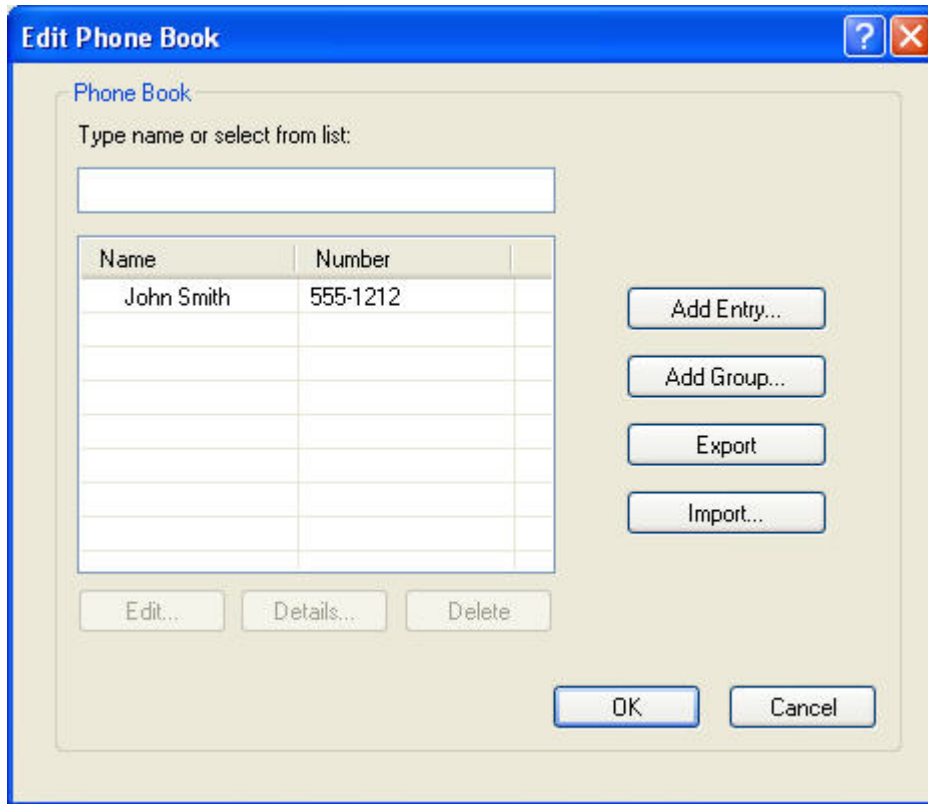 Edit Phone Book
?
Phone Book
Type name or select from list:
Name Number
John Smith 555-1212
Add Entry...
Add Group...
Export
Import...
Edit... Details... Delete
OK Cancel